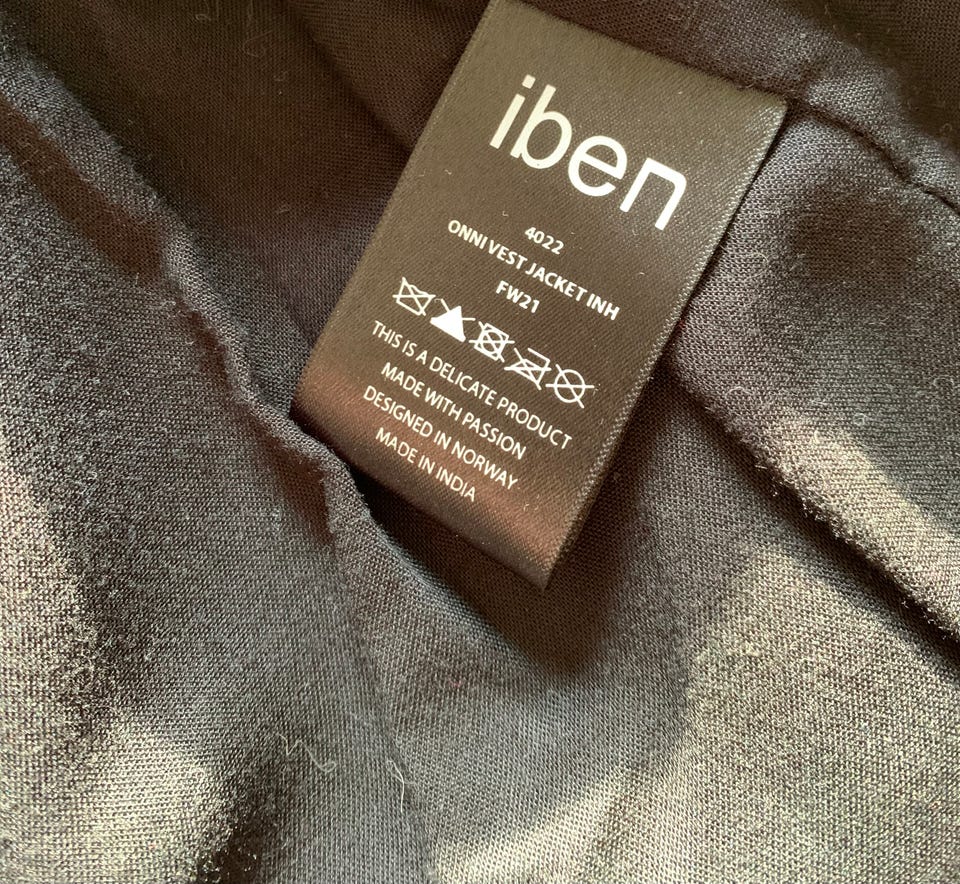 iben
4022
ONNI VEST JACKET INH
FW21
THIS IS A DELICATE PRODUCT
MADE WITH PASSION
DESIGNED IN NORWAY
MADE IN INDIA